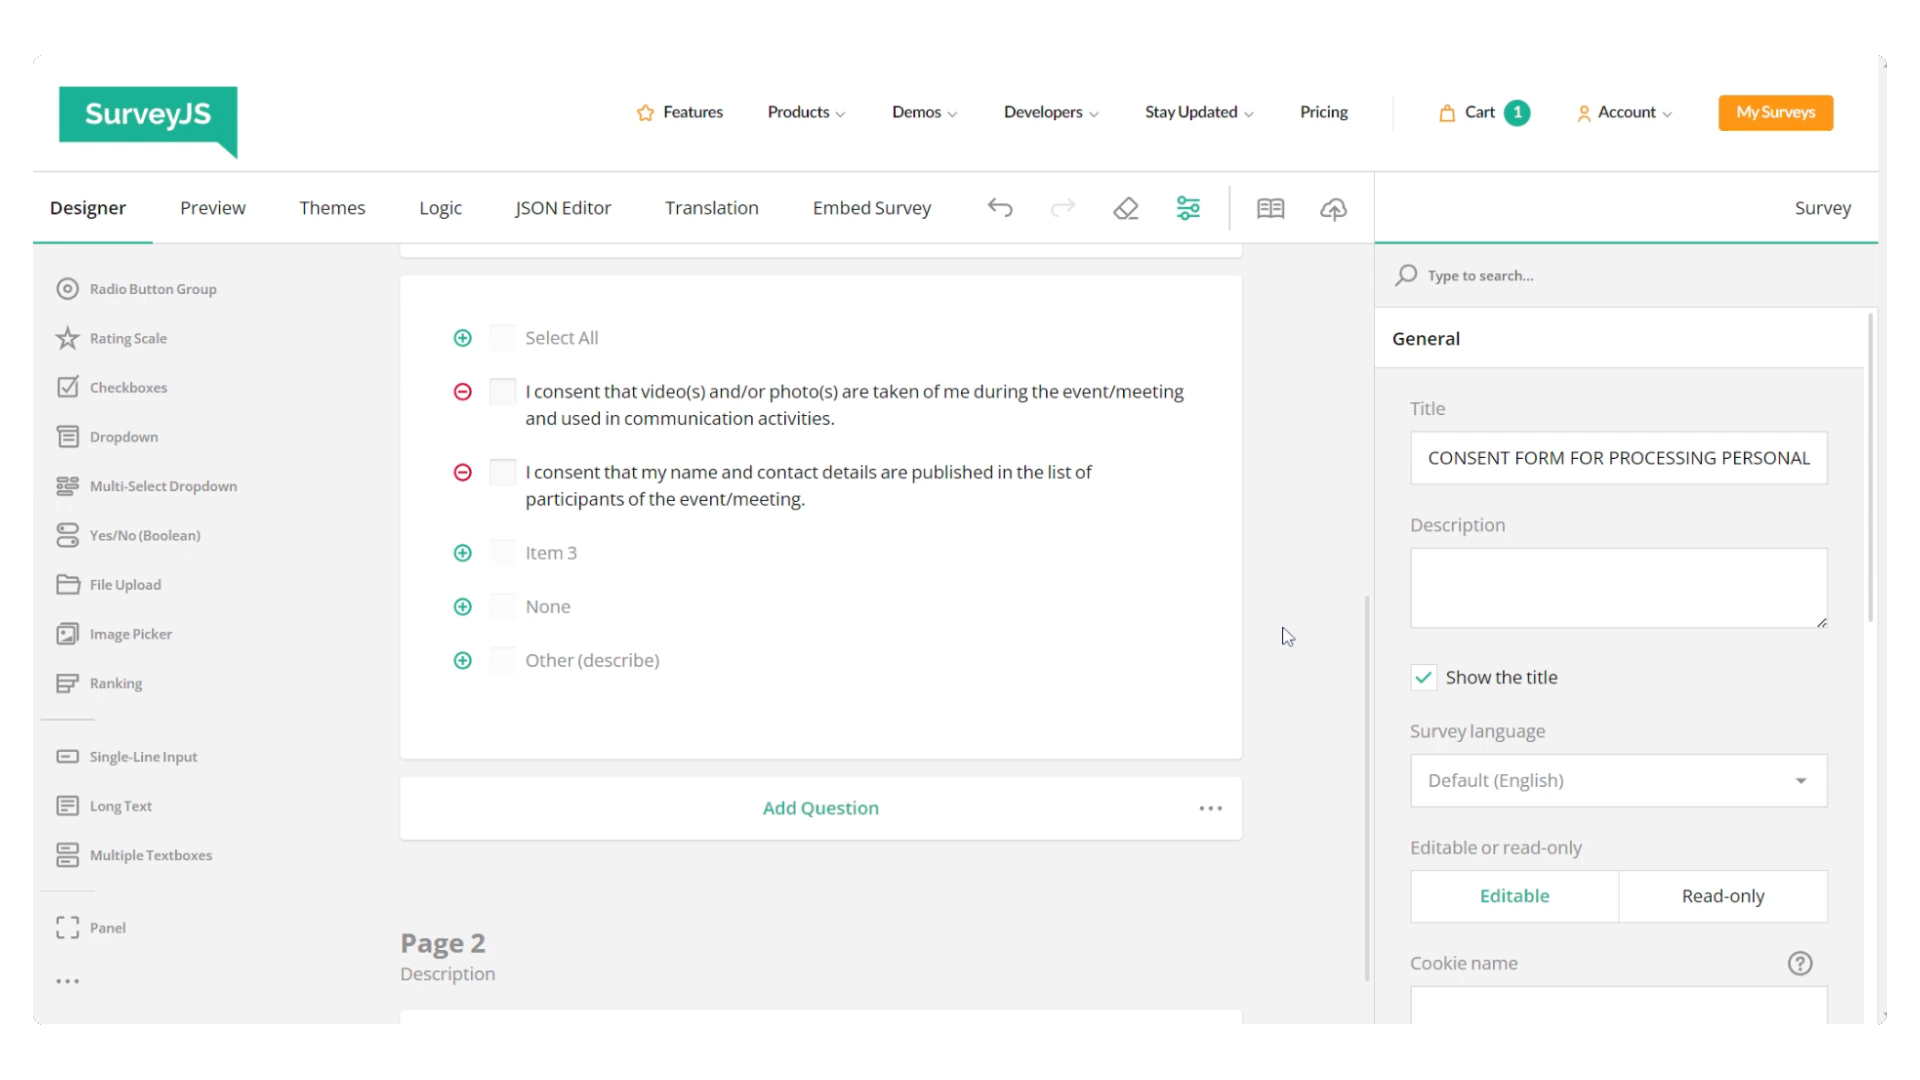 SurveyJS
Features
Products
Demos
Developers
Stay Updated
Pricing
Cart 1
Account
My Surveys
Designer
Preview
Themes
Logic
JSON Editor
Translation
Embed Survey
Survey
Radio Button Group
Rating Scale
Checkboxes
Dropdown
Multi-Select Dropdown
Yes/No (Boolean)
File Upload
Image Picker
Ranking
Single-Line Input
Long Text
Multiple Textboxes
Panel
Select All
I consent that video(s) and/or photo(s) are taken of me during the event/meeting
and used in communication activities.
I consent that my name and contact details are published in the list of
participants of the event/meeting.
Item 3
None
Other (describe)
Add Question
Page 2
Description
Type to search...
General
Title
CONSENT FORM FOR PROCESSING PERSONAL
Description
Show the title
Survey language
Default (English)
Editable or read-only
Editable
Read-only
Cookie name